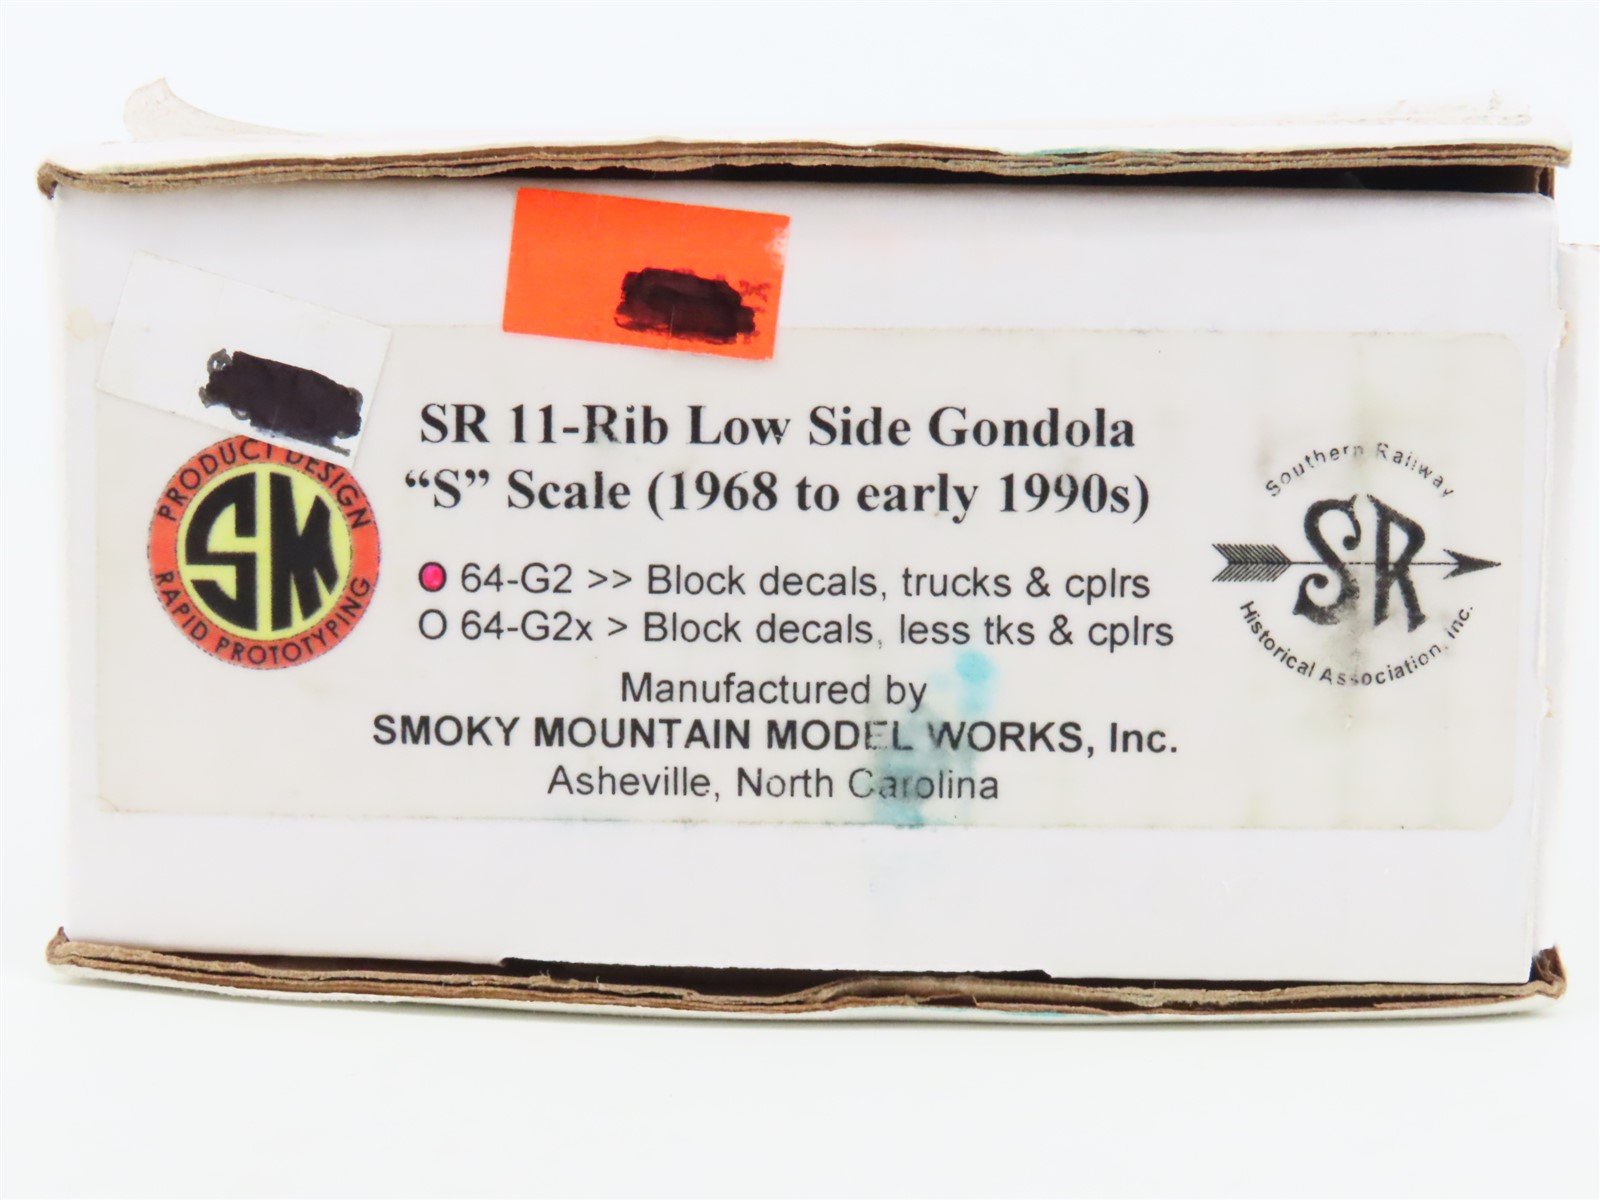 SR 11-Rib Low Side Gondola
“S” Scale (1968 to early 1990s)
O 64-G2 >> Block decals, trucks & cplrs
O 64-G2x > Block decals, less tks & cplrs
Manufactured by
SMOKY MOUNTAIN MODEL WORKS, Inc.
Asheville, North Carolina
PRODUCT DESIGN
SM
RAPID PROTOTYPING
Southern Railway
SR
Historical Association, Inc.